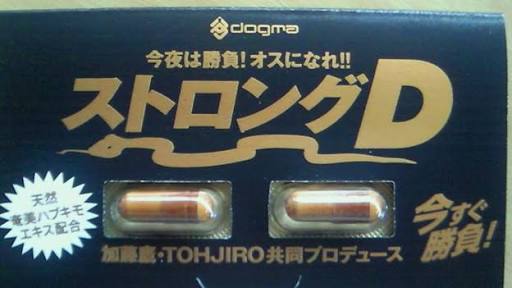 dogma
今夜は勝負!オスになれ!!
ストロングD
天然
奄美ハブキモ
エキス配合
今すぐ
勝負!
加藤鷹・TOHJIRO共同プロデュース